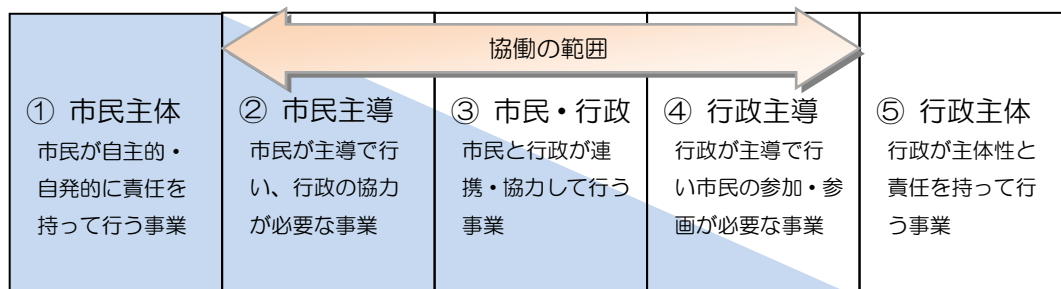 協働の範囲
① 市民主体
市民が自主的・
自発的に責任を
持って行う事業
② 市民主導
市民が主導で行
い、行政の協力
が必要な事業
③ 市民・行政
市民と行政が連
携・協力して行う
事業
④ 行政主導
行政が主導で行
い市民の参加・参
画が必要な事業
⑤ 行政主体
行政が主体性と
責任を持って行
う事業